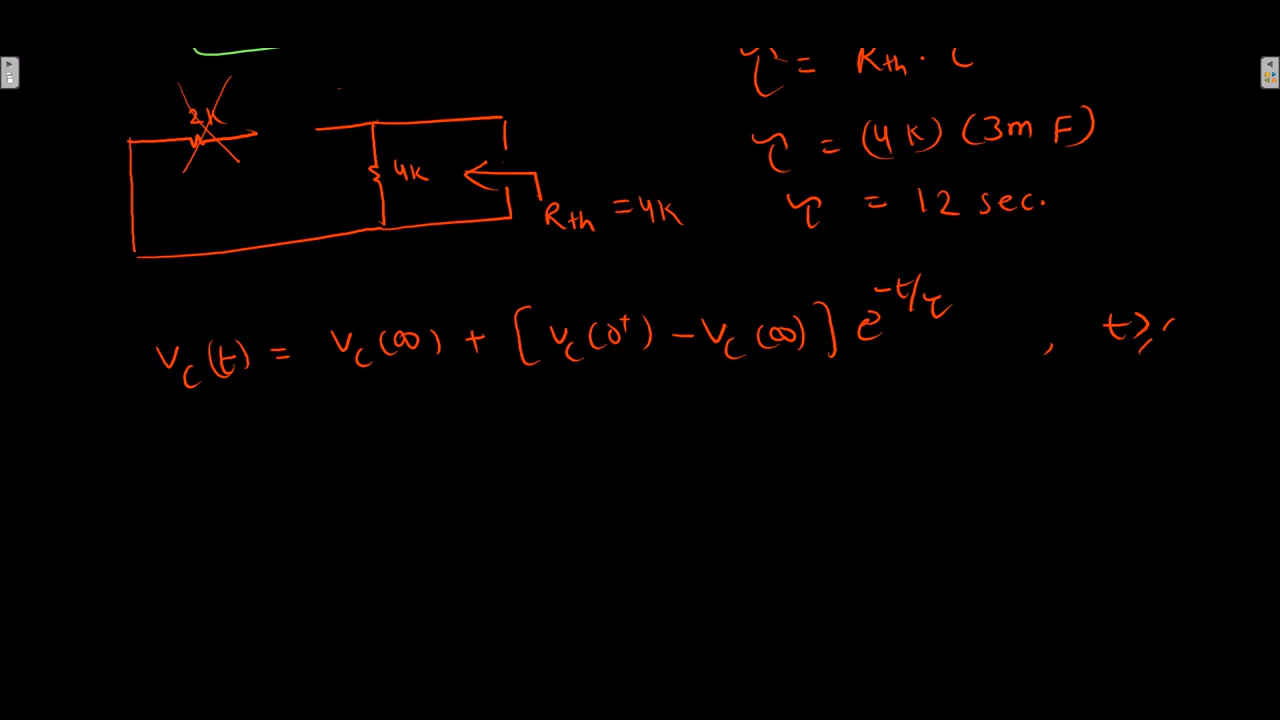 τ = Rth . C
2K
τ = (4K) (3m F)
4K
Rth = 4K
τ = 12 sec.
Vc(t) = Vc(∞) + [Vc(0⁺) - Vc(∞)] e^-t/τ , t≥